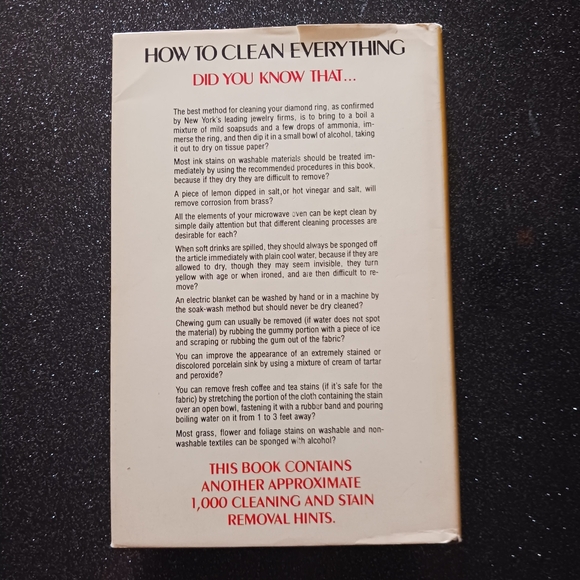 HOW TO CLEAN EVERYTHING
DID YOU KNOW THAT...
The best method for cleaning your diamond ring, as confirmed
by New York's leading jewelry firms, is to bring to a boil a
mixture of mild soapsuds and a few drops of ammonia, im-
merse the ring, and then dip it in a small bowl of alcohol, taking
it out to dry on tissue paper?
Most ink stains on washable materials should be treated im-
mediately by using the recommended procedures in this book,
because if they dry they are difficult to remove?
A piece of lemon dipped in salt, or hot vinegar and salt, will
remove corrosion from brass?
All the elements of your microwave oven can be kept clean by
simple daily attention but that different cleaning processes are
desirable for each?
When soft drinks are spilled, they should always be sponged off
the article immediately with plain cool water, because if they are
allowed to dry, though they may seem invisible, they turn
yellow with age or when ironed, and are then difficult to re-
move?
An electric blanket can be washed by hand or in a machine by
the soak-wash method but should never be dry cleaned?
Chewing gum can usually be removed (if water does not spot
the material) by rubbing the gummy portion with a piece of ice
and scraping or rubbing the gum out of the fabric?
You can improve the appearance of an extremely stained or
discolored porcelain sink by using a mixture of cream of tartar
and peroxide?
You can remove fresh coffee and tea stains (if it's safe for the
fabric) by stretching the portion of the cloth containing the stain
over an open bowl, fastening it with a rubber band and pouring
boiling water on it from 1 to 3 feet away?
Most grass, flower and foliage stains on washable and non-
washable textiles can be sponged with alcohol?
THIS BOOK CONTAINS
ANOTHER APPROXIMATE
1,000 CLEANING AND STAIN
REMOVAL HINTS.